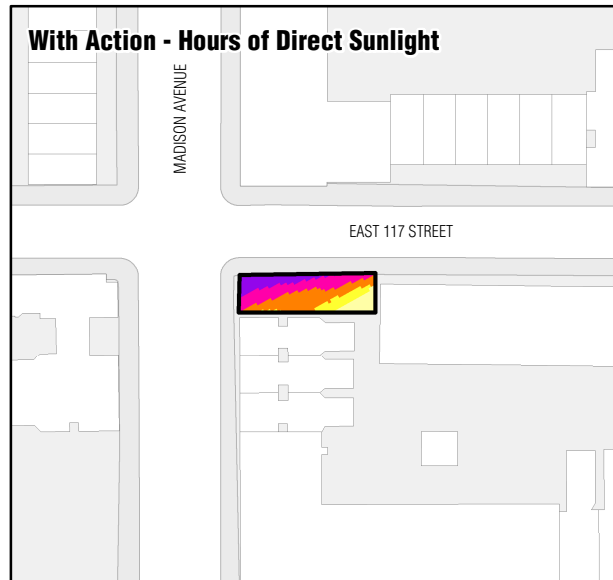 With Action - Hours of Direct Sunlight
MADISON AVENUE
EAST 117 STREET